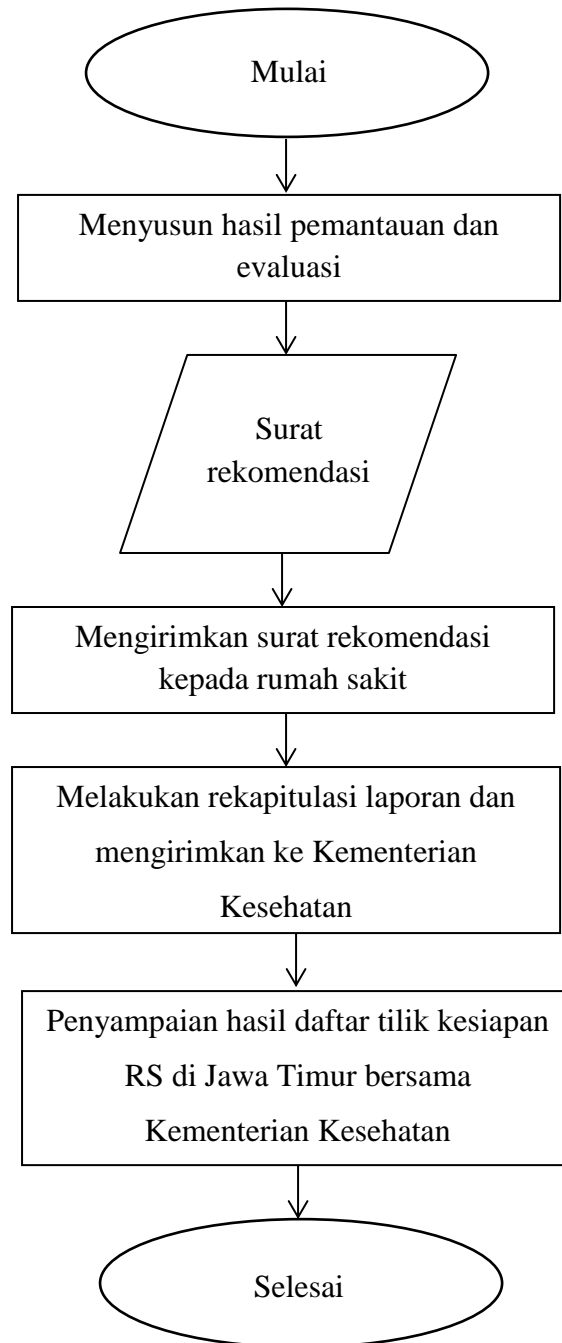 Mulai
Menyusun hasil pemantauan dan
evaluasi
Surat
rekomendasi
Mengirimkan surat rekomendasi
kepada rumah sakit
Melakukan rekapitulasi laporan dan
mengirimkan ke Kementerian
Kesehatan
Penyampaian hasil daftar tilik kesiapan
RS di Jawa Timur bersama
Kementerian Kesehatan
Selesai